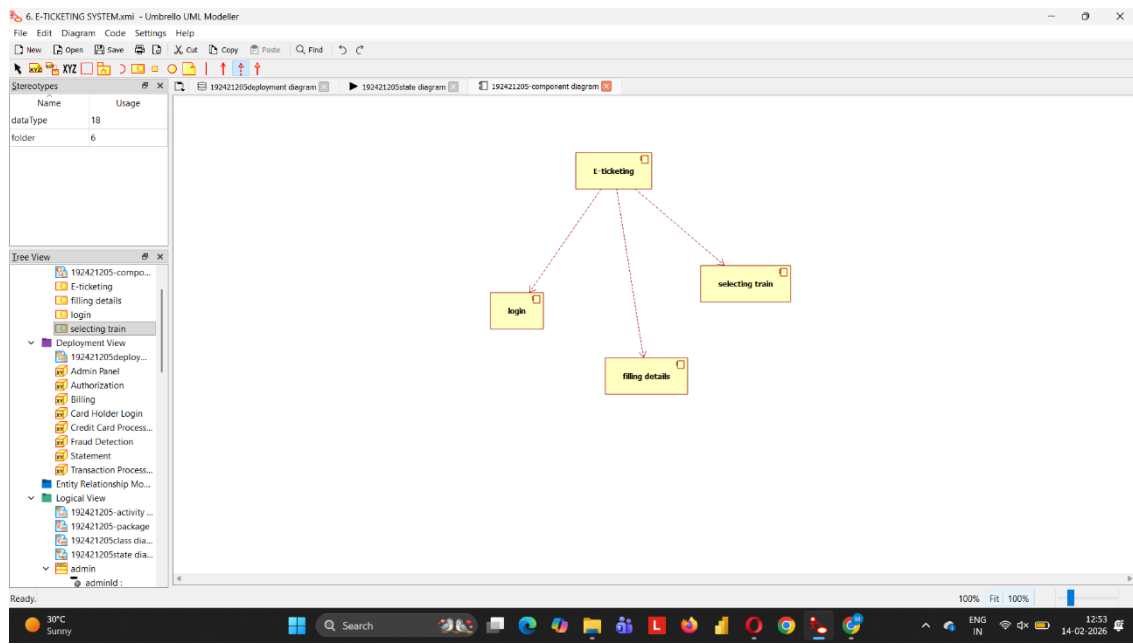 6. E-TICKETING SYSTEM.xmi - Umbrello UML Modeller
File Edit Diagram Code Settings Help
New Open Save Cut Copy Paste Find
XYZ XYZ
Stereotypes
192421205deployment diagram 192421205state diagram 192421205-component diagram
Name Usage
dataType 18
folder 6
E-ticketing
selecting train
login
filling details
Tree View
192421205-compo...
E-ticketing
filling details
login
selecting train
Deployment View
192421205deploy...
Admin Panel
Authorization
Billing
Card Holder Login
Credit Card Process...
Fraud Detection
Statement
Transaction Process...
Entity Relationship Mo...
Logical View
192421205-activity ...
192421205-package
192421205class dia...
192421205state dia...
admin
adminId :
Ready. 100% Fit 100%
30°C
Sunny
Search
L
ENG
IN
12:53
14-02-2026